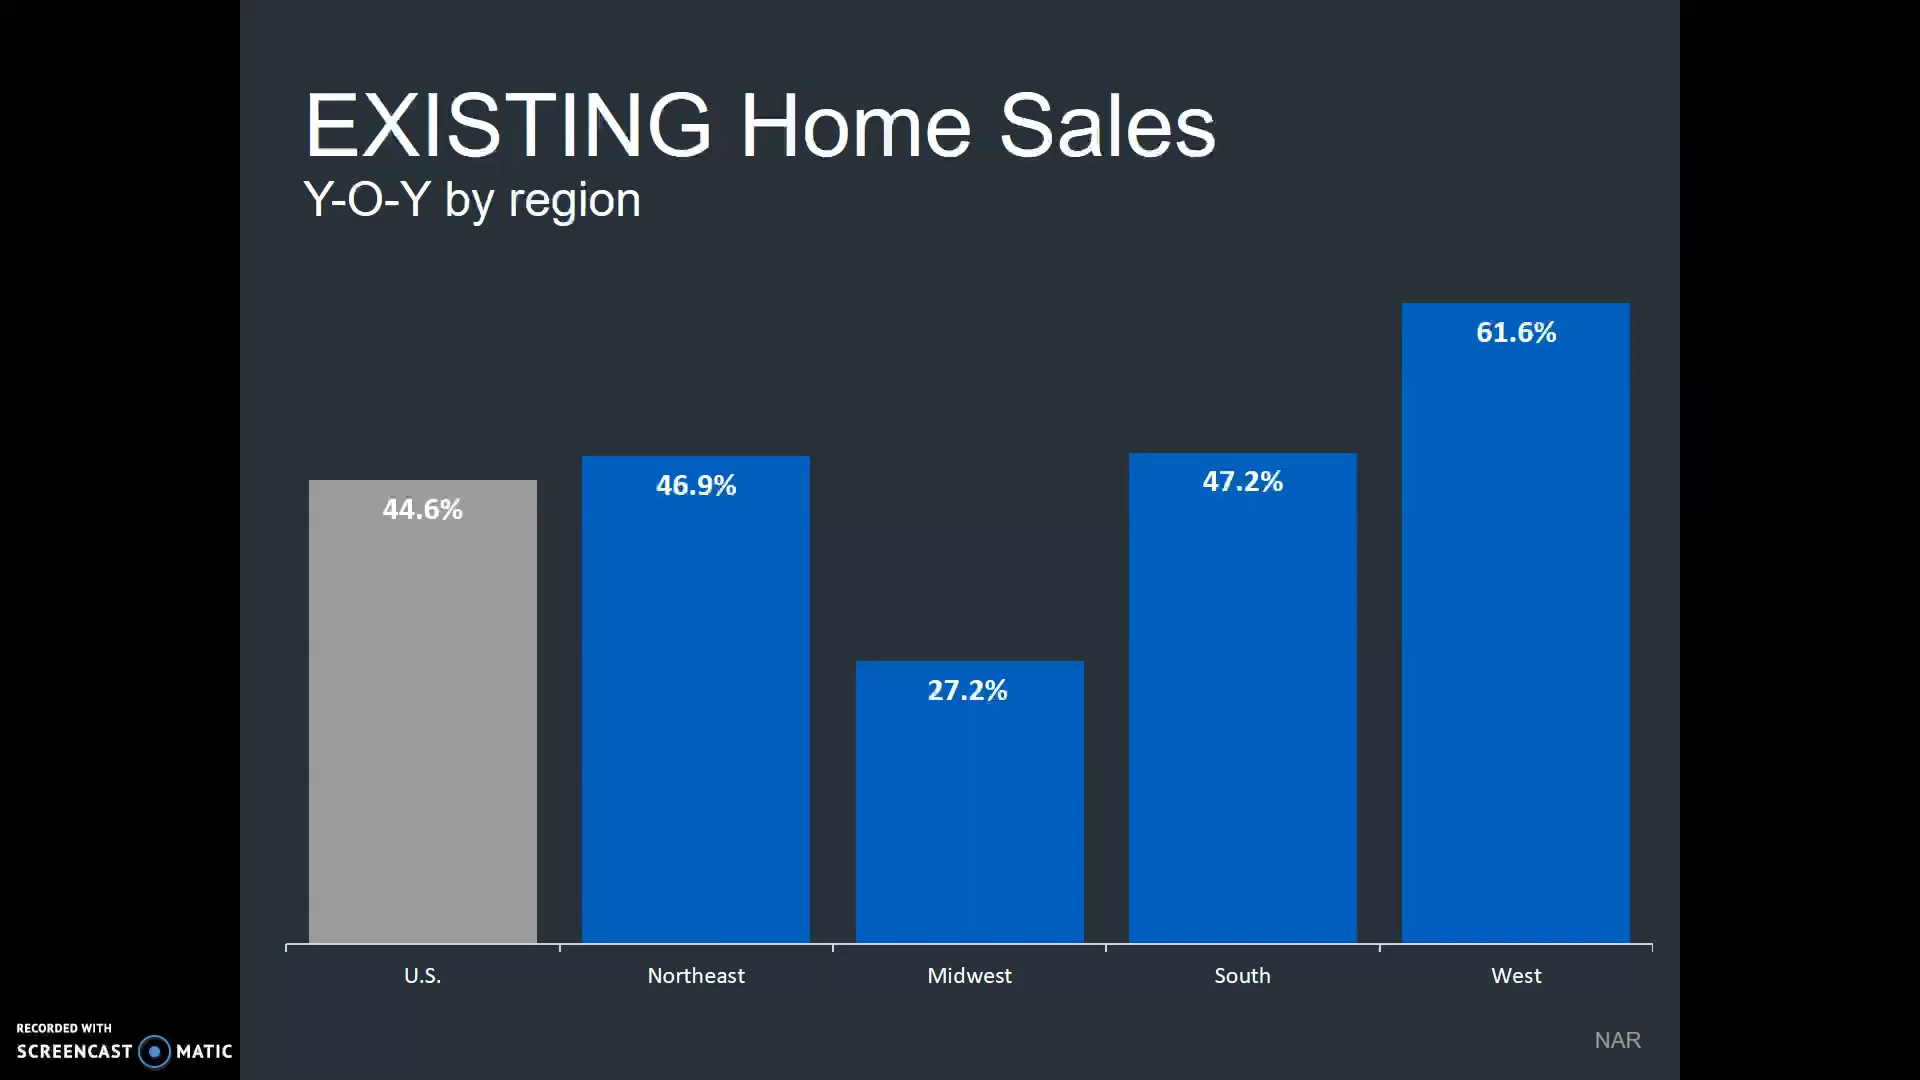 EXISTING Home Sales
Y-O-Y by region
61.6%
46.9%
47.2%
44.6%
27.2%
U.S.
Northeast
Midwest
South
West
NAR
RECORDED WITH
SCREENCAST MATIC